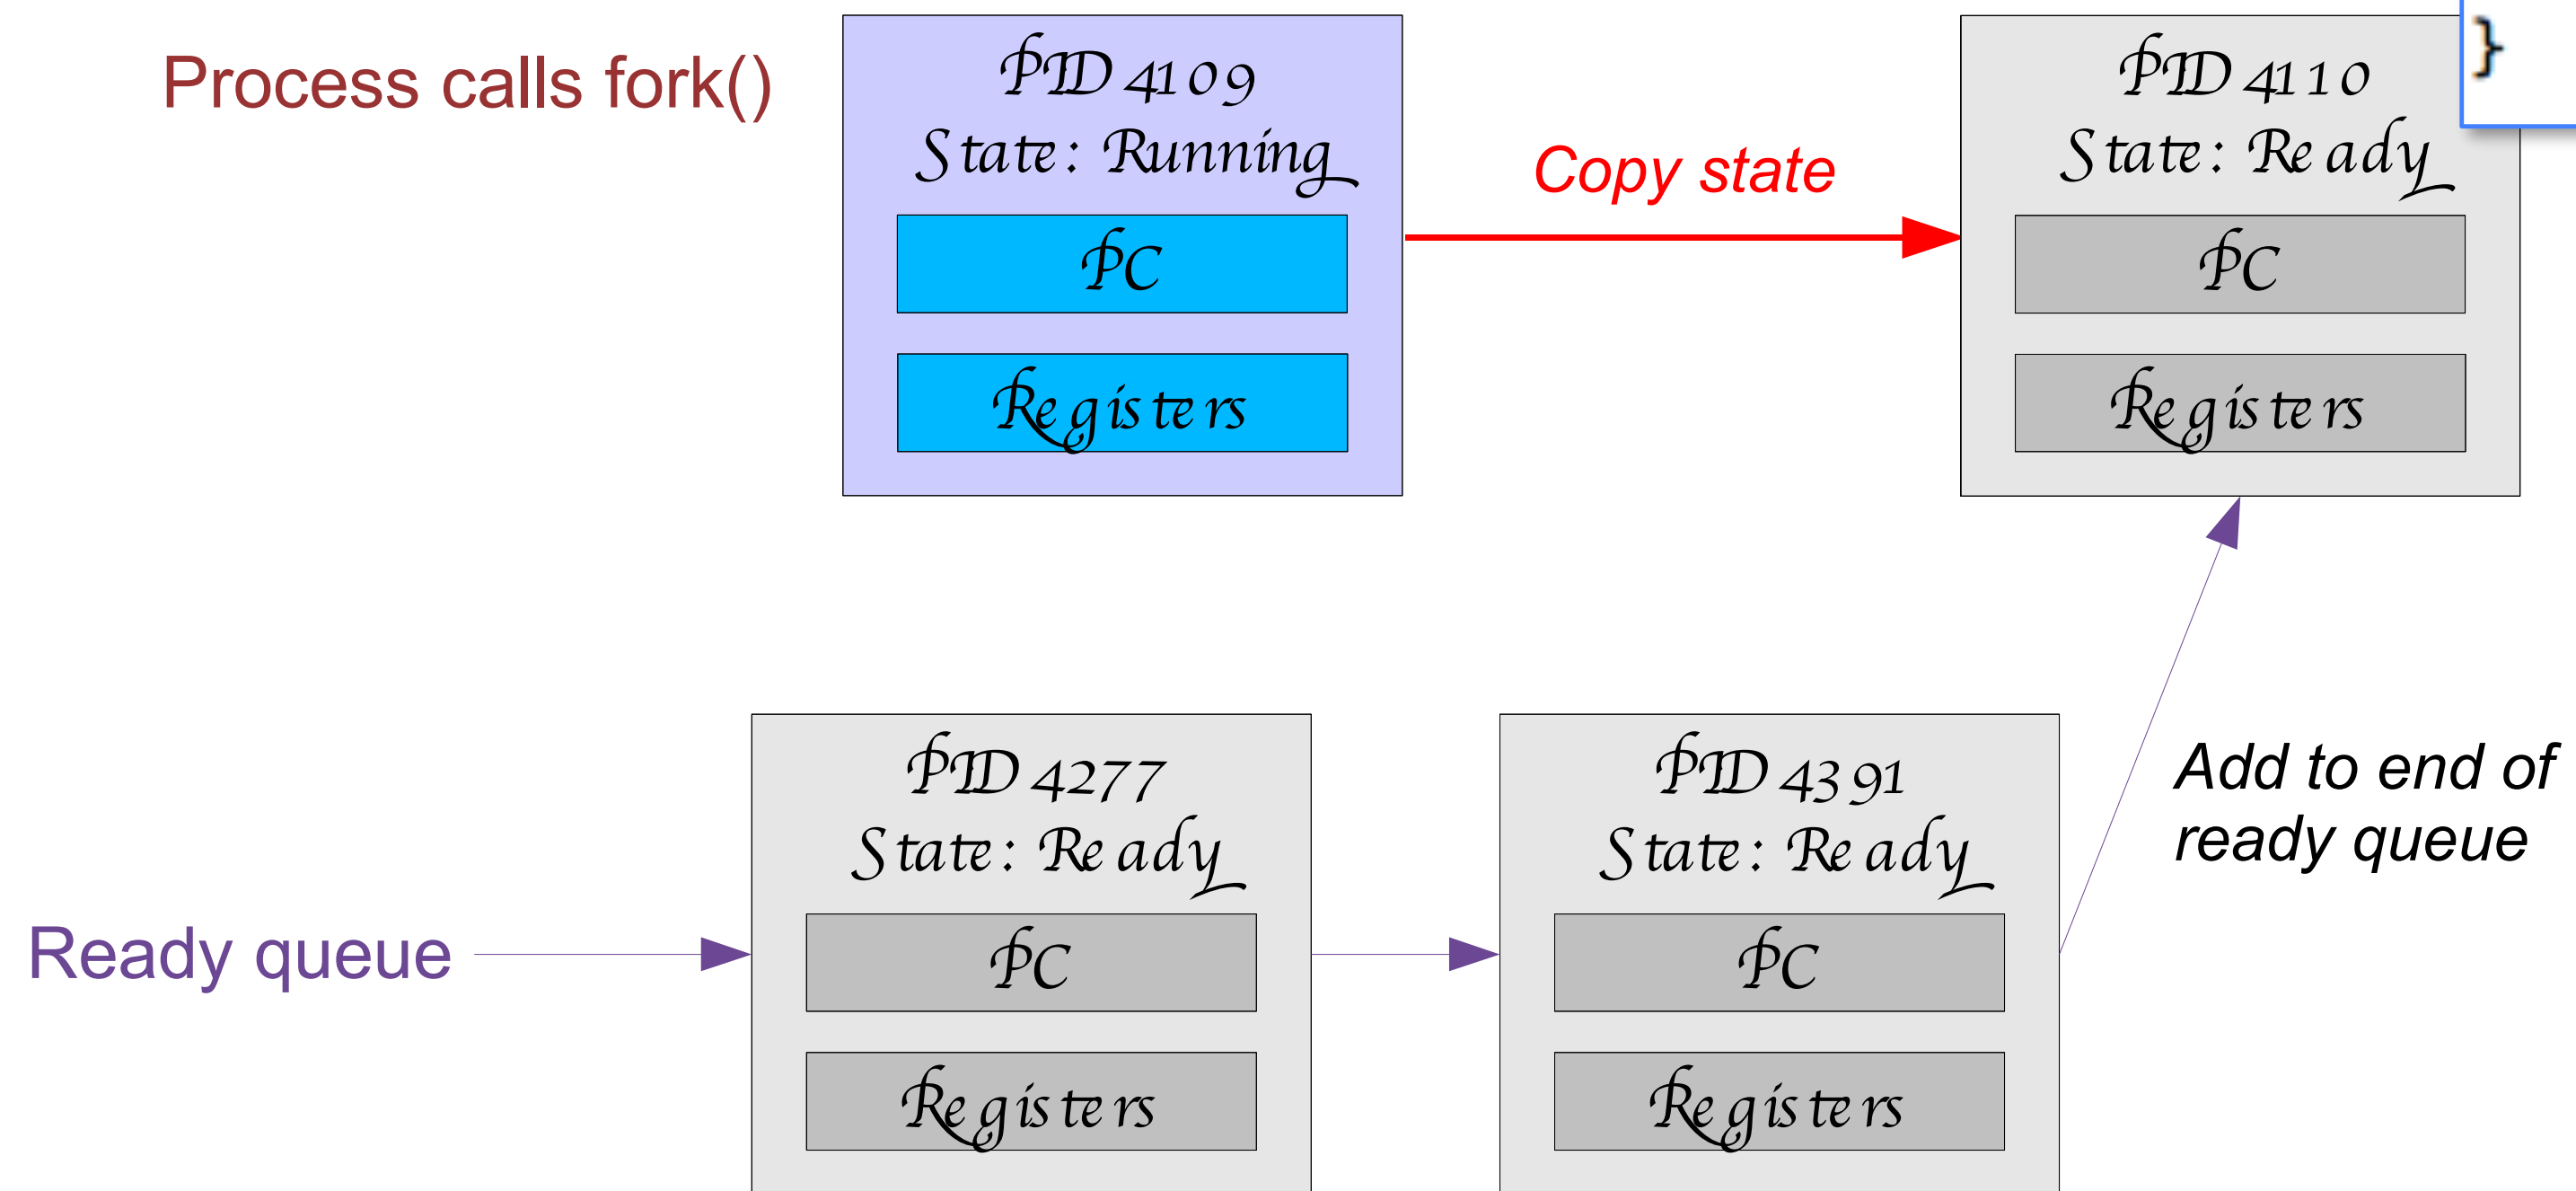 Process calls fork()
PID 4109
State: Running
PC
Registers
Copy state
PID 4110
State: Ready
PC
Registers
}
Ready queue
PID 4277
State: Ready
PC
Registers
PID 4391
State: Ready
PC
Registers
Add to end of
ready queue